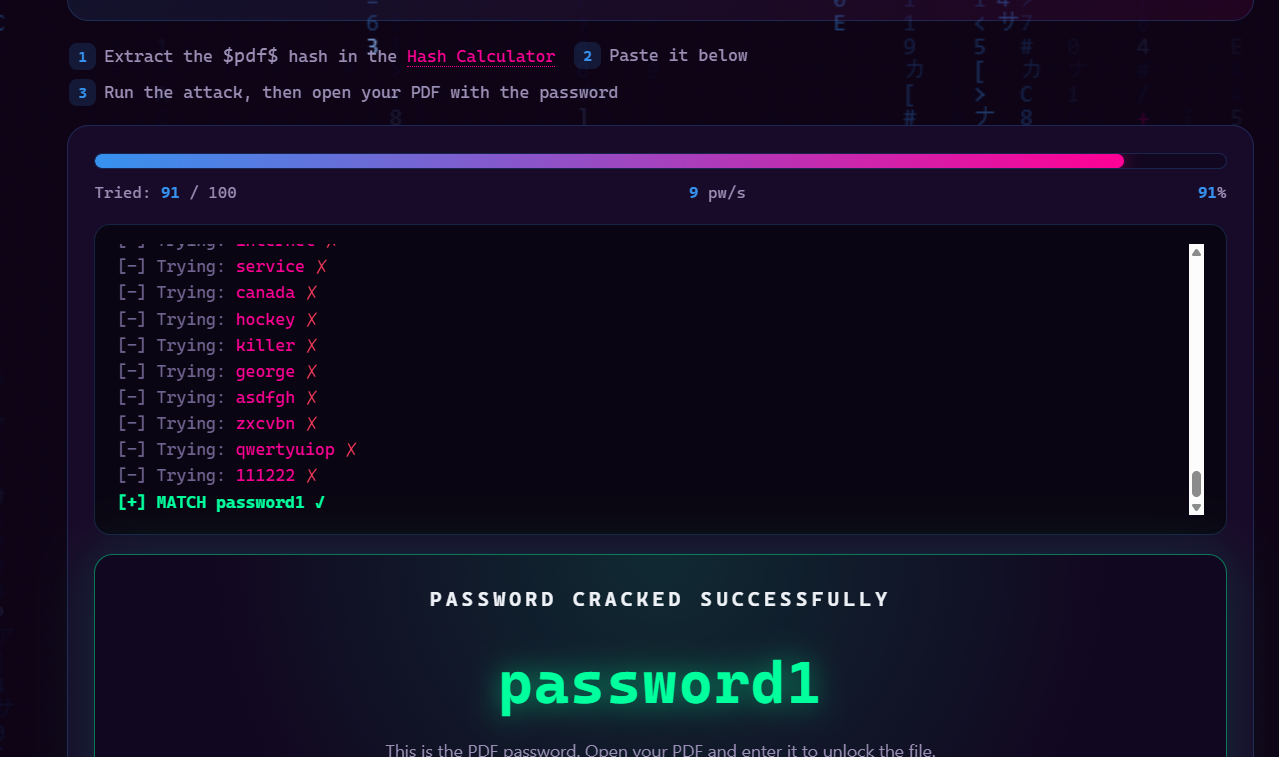 1 Extract the $pdf$ hash in the Hash Calculator 2 Paste it below
3 Run the attack, then open your PDF with the password
Tried: 91 / 100 9 pw/s 91%
[-] Trying: internet ✗
[-] Trying: service ✗
[-] Trying: canada ✗
[-] Trying: hockey ✗
[-] Trying: killer ✗
[-] Trying: george ✗
[-] Trying: asdfgh ✗
[-] Trying: zxcvbn ✗
[-] Trying: qwertyuiop ✗
[-] Trying: 111222 ✗
[+] MATCH password1 ✓
PASSWORD CRACKED SUCCESSFULLY
password1
This is the PDF password. Open your PDF and enter it to unlock the file.